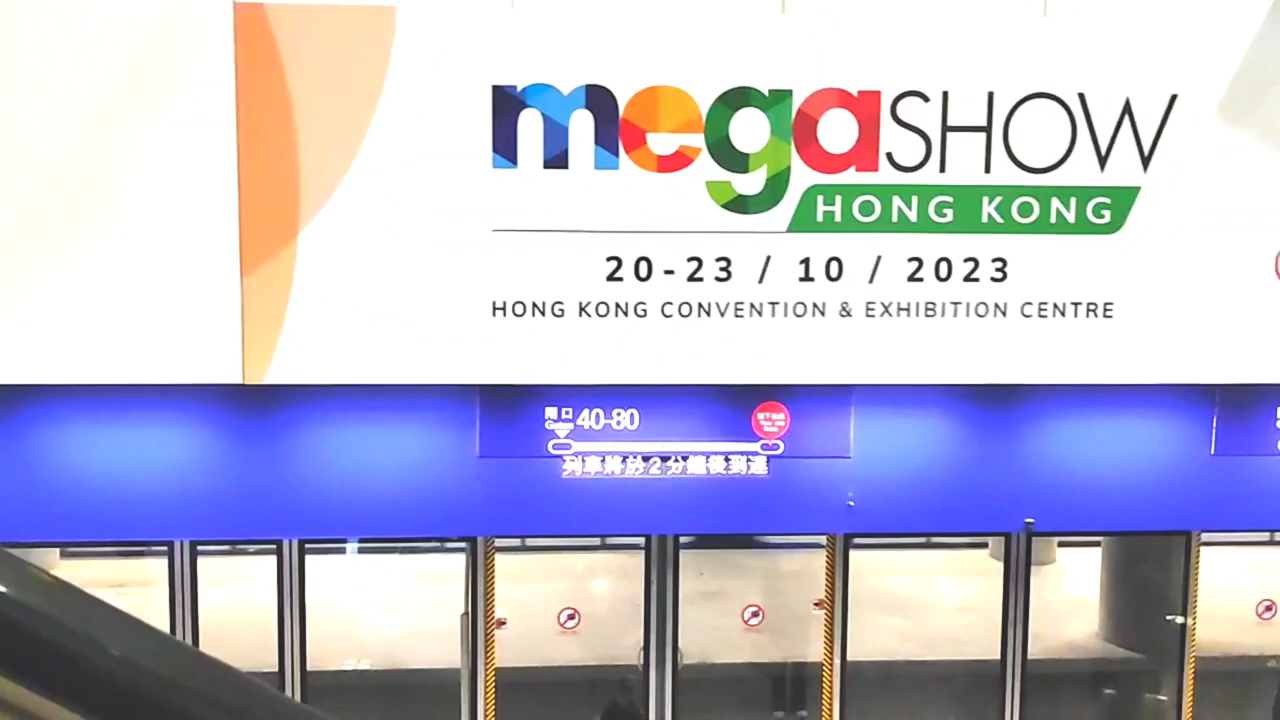 megaSHOW
HONG KONG
20-23 / 10 / 2023
HONG KONG CONVENTION & EXHIBITION CENTRE
閘口 40-80
Gates
列車將於2分鐘後到達